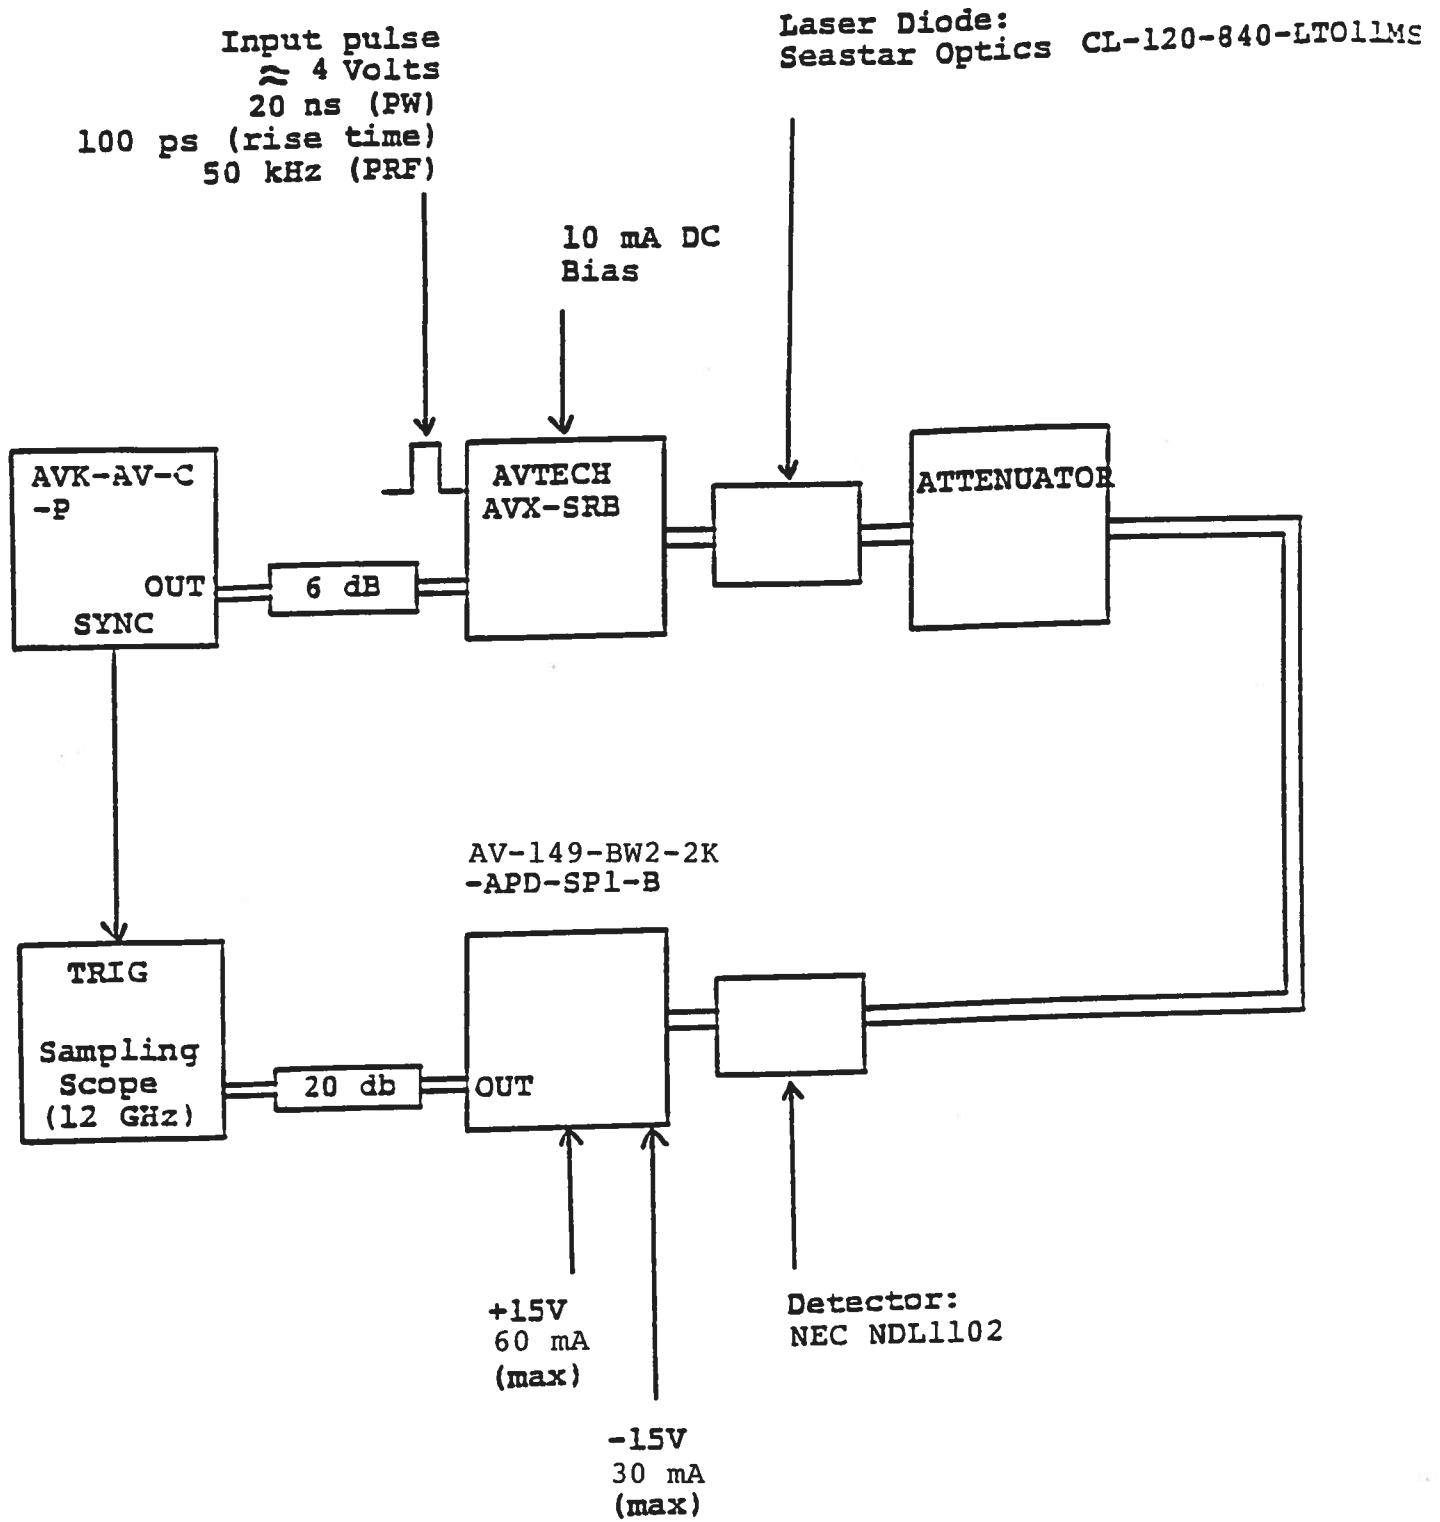 Input pulse
≈ 4 Volts
20 ns (PW)
100 ps (rise time)
50 kHz (PRF)
Laser Diode:
Seastar Optics CL-120-840-LT011MS
10 mA DC
Bias
AVK-AV-C
-P
OUT
SYNC
6 dB
AVTECH
AVX-SRB
ATTENUATOR
AV-149-BW2-2K
-APD-SP1-B
TRIG
Sampling
Scope
(12 GHz)
20 db
OUT
+15V
60 mA
(max)
-15V
30 mA
(max)
Detector:
NEC NDL1102